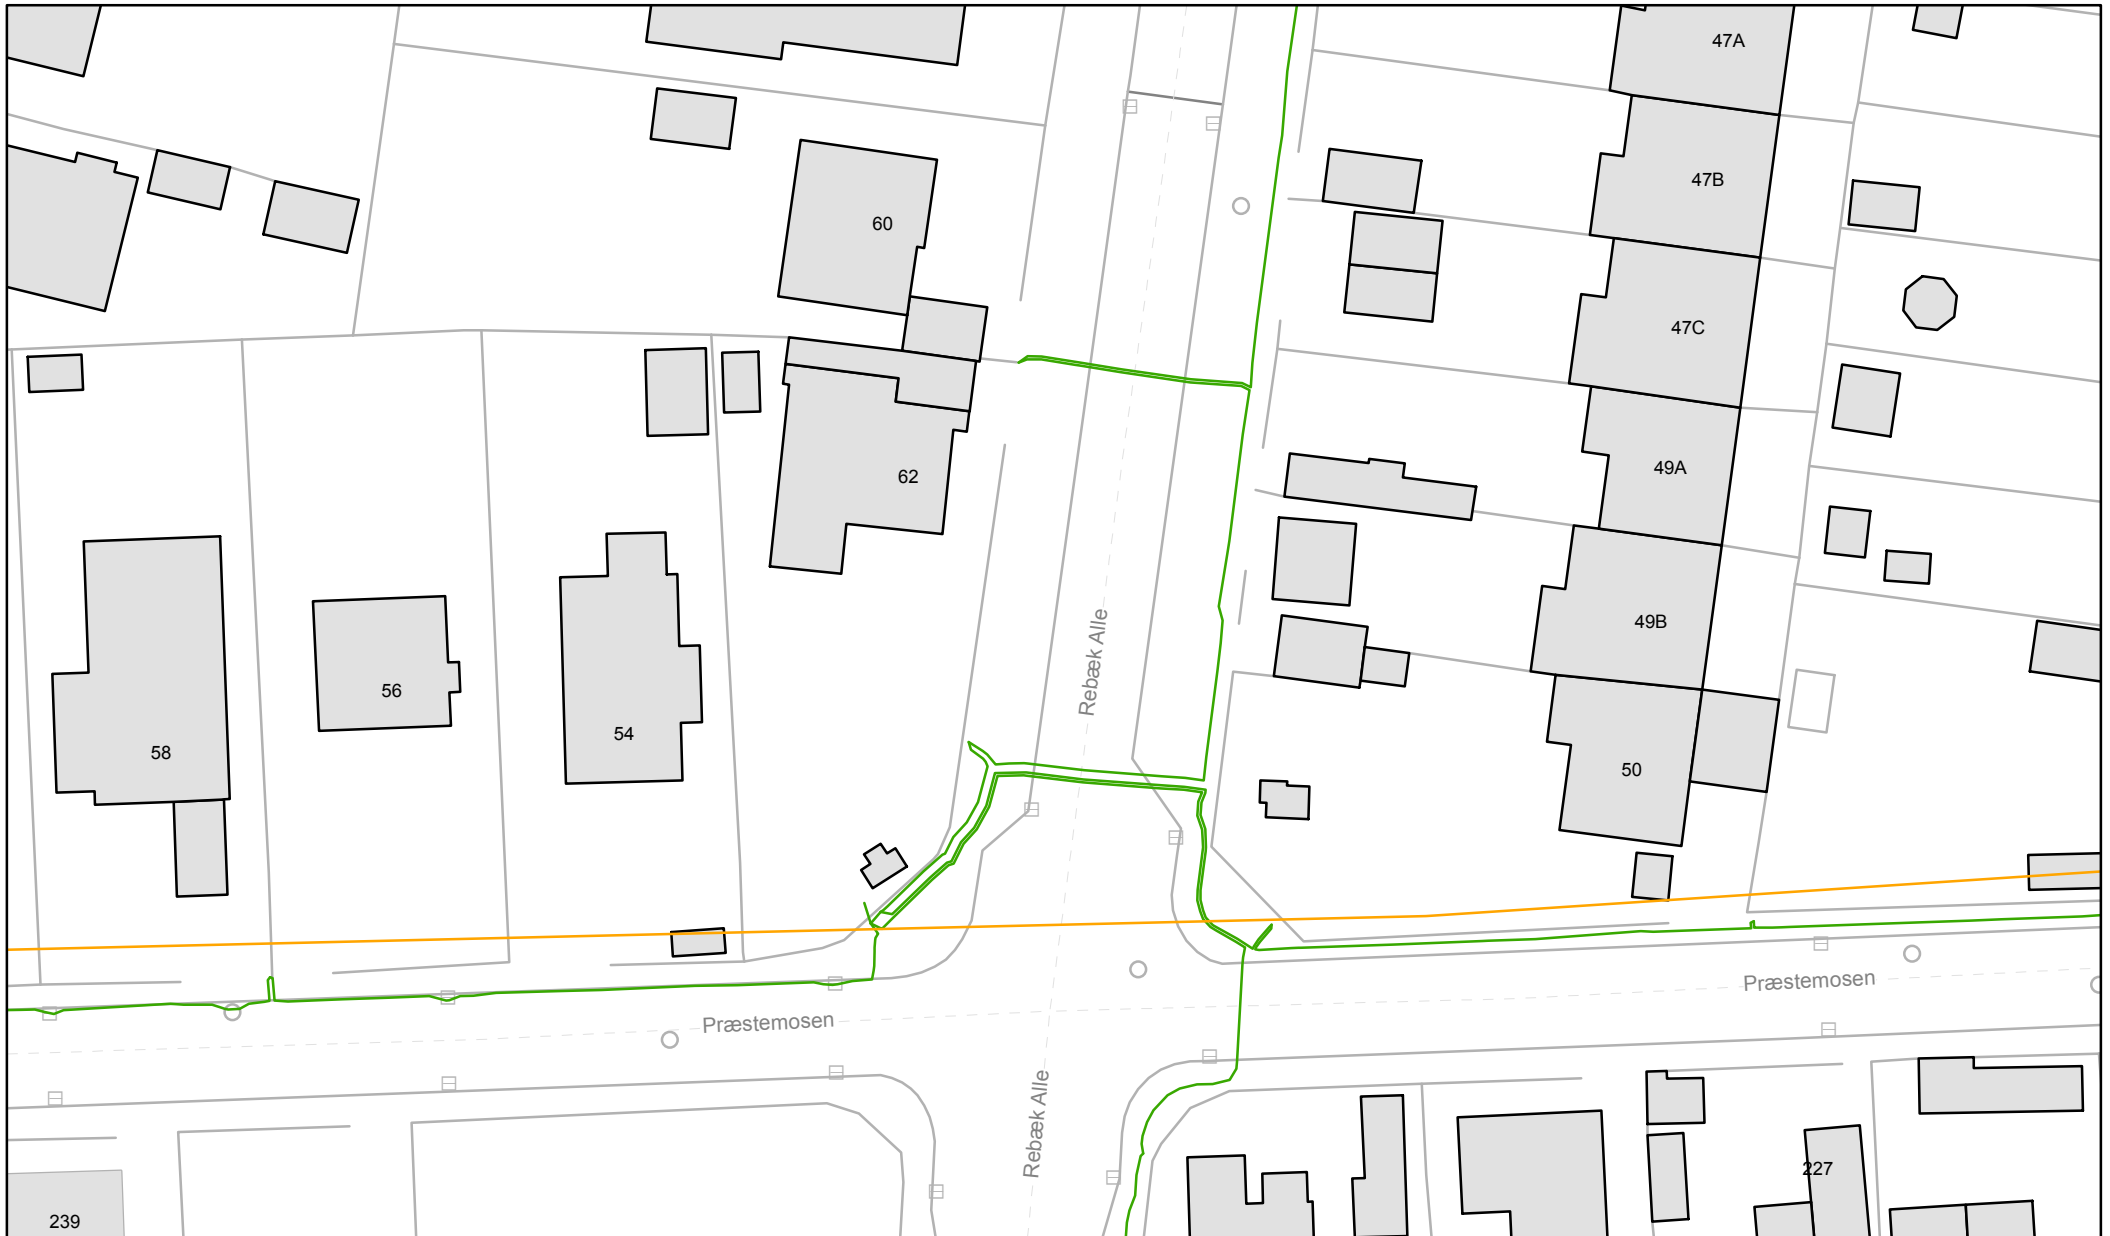 47A
47B
60
47C
49A
62
49B
Rebæk Alle
56
54
58
50
Præstemosen
Præstemosen
Rebæk Alle
227
239